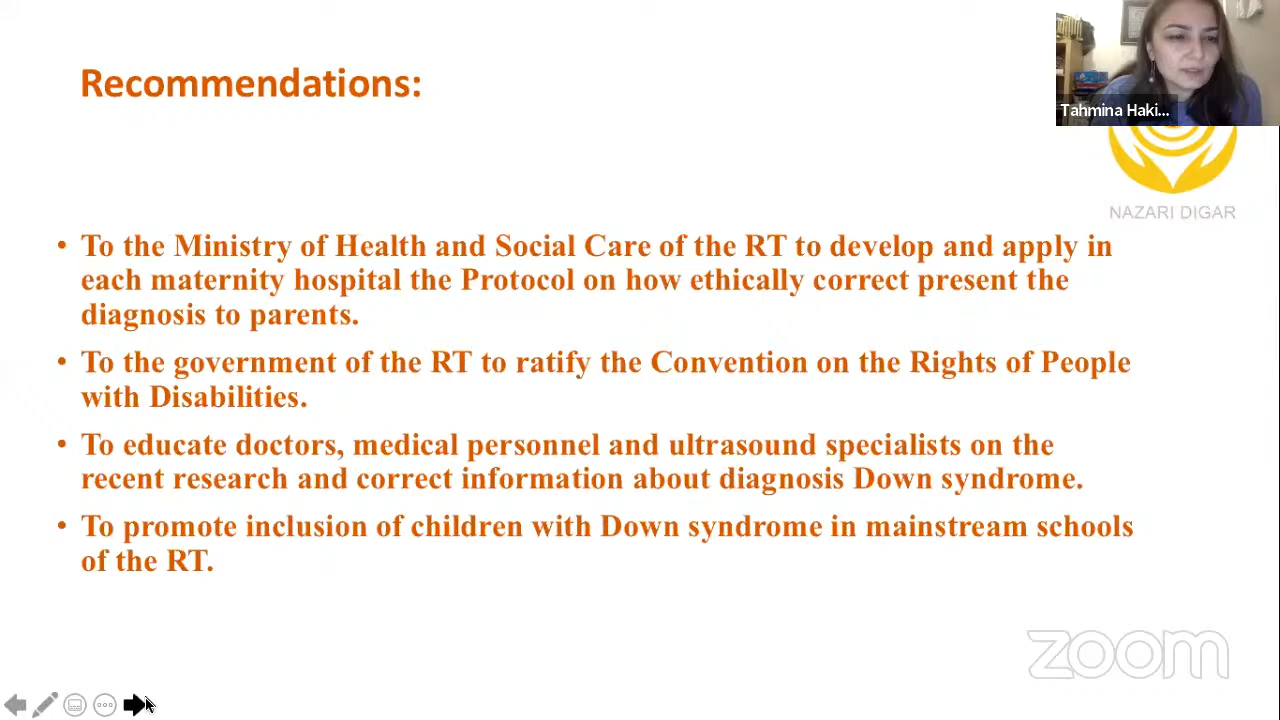 Recommendations:
Tahmina Haki...
NAZARI DIGAR
• To the Ministry of Health and Social Care of the RT to develop and apply in
each maternity hospital the Protocol on how ethically correct present the
diagnosis to parents.
• To the government of the RT to ratify the Convention on the Rights of People
with Disabilities.
• To educate doctors, medical personnel and ultrasound specialists on the
recent research and correct information about diagnosis Down syndrome.
• To promote inclusion of children with Down syndrome in mainstream schools
of the RT.
zoom